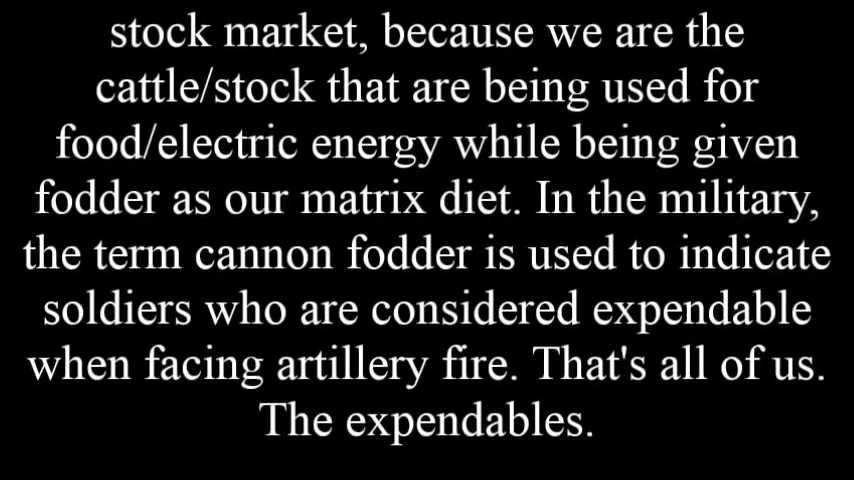 stock market, because we are the
cattle/stock that are being used for
food/electric energy while being given
fodder as our matrix diet. In the military,
the term cannon fodder is used to indicate
soldiers who are considered expendable
when facing artillery fire. That's all of us.
The expendables.